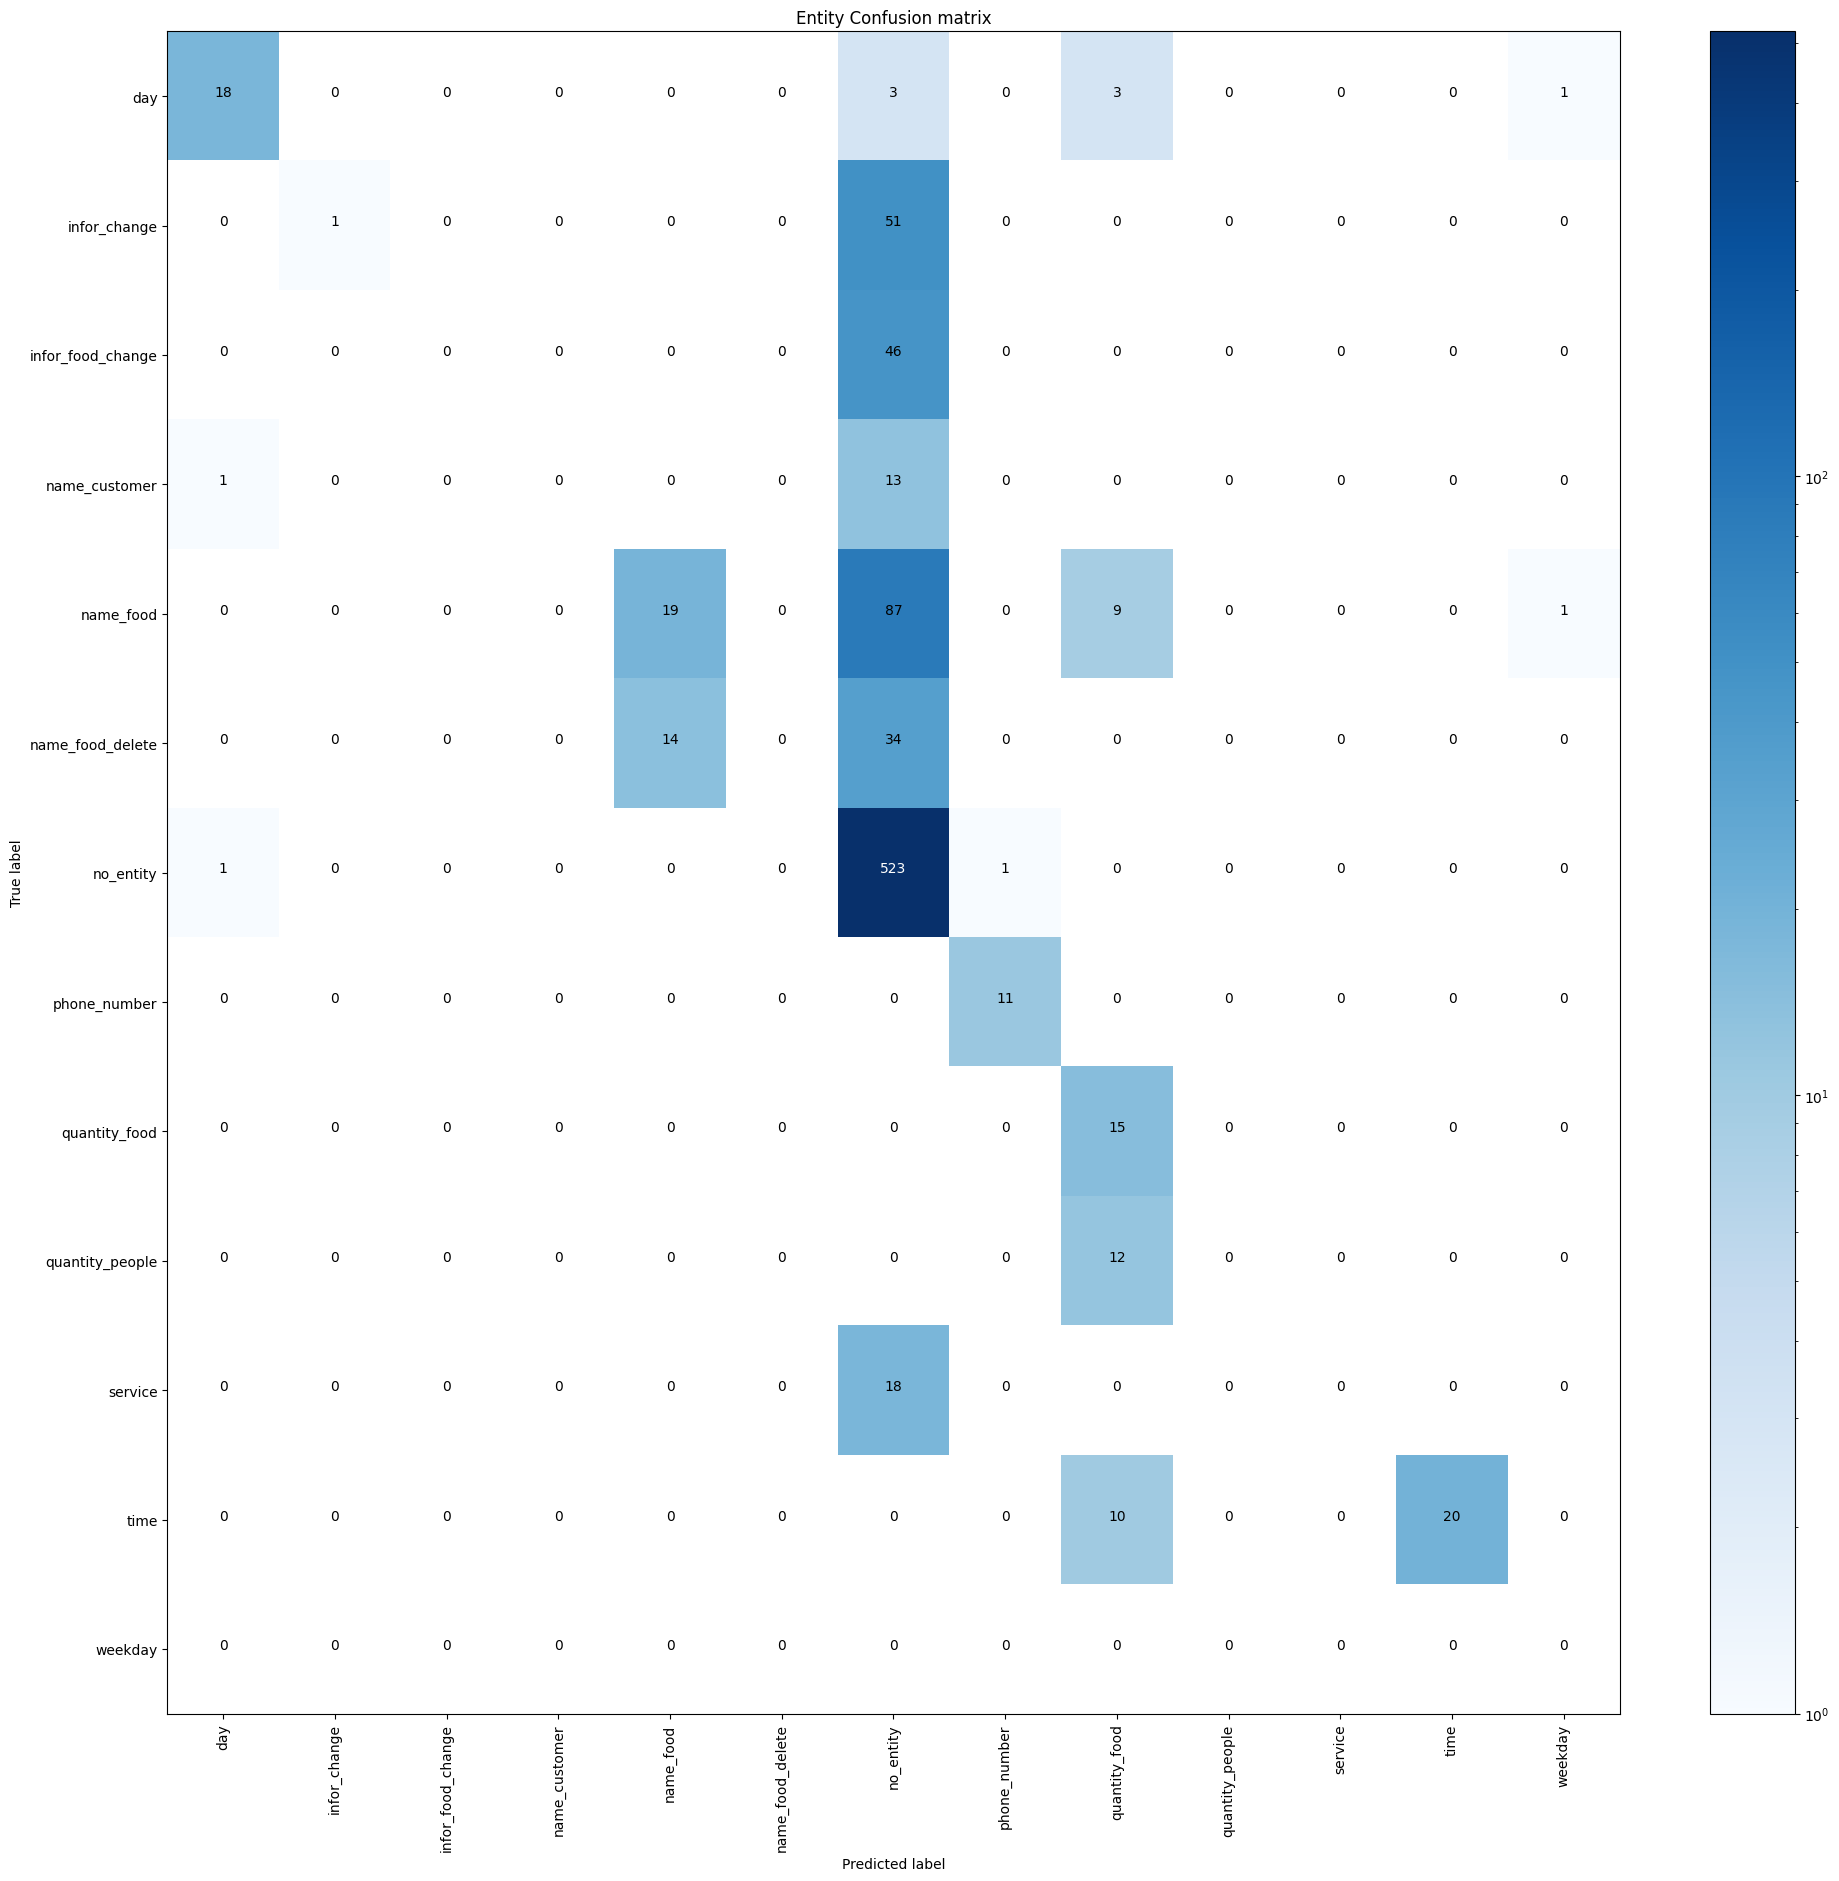 Entity Confusion matrix
day 18 0 0 0 0 0 3 0 3 0 0 0 1
infor_change 0 1 0 0 0 0 51 0 0 0 0 0 0
infor_food_change 0 0 0 0 0 0 46 0 0 0 0 0 0
name_customer 1 0 0 0 0 0 13 0 0 0 0 0 0
name_food 0 0 0 0 19 0 87 0 9 0 0 0 1
name_food_delete 0 0 0 0 14 0 34 0 0 0 0 0 0
no_entity 1 0 0 0 0 0 523 1 0 0 0 0 0
phone_number 0 0 0 0 0 0 0 11 0 0 0 0 0
quantity_food 0 0 0 0 0 0 0 0 15 0 0 0 0
quantity_people 0 0 0 0 0 0 0 0 12 0 0 0 0
service 0 0 0 0 0 0 18 0 0 0 0 0 0
time 0 0 0 0 0 0 0 0 10 0 0 20 0
weekday 0 0 0 0 0 0 0 0 0 0 0 0 0
True label
day
infor_change
infor_food_change
name_customer
name_food
name_food_delete
no_entity
phone_number
quantity_food
quantity_people
service
time
weekday
Predicted label
10²
10¹
10⁰